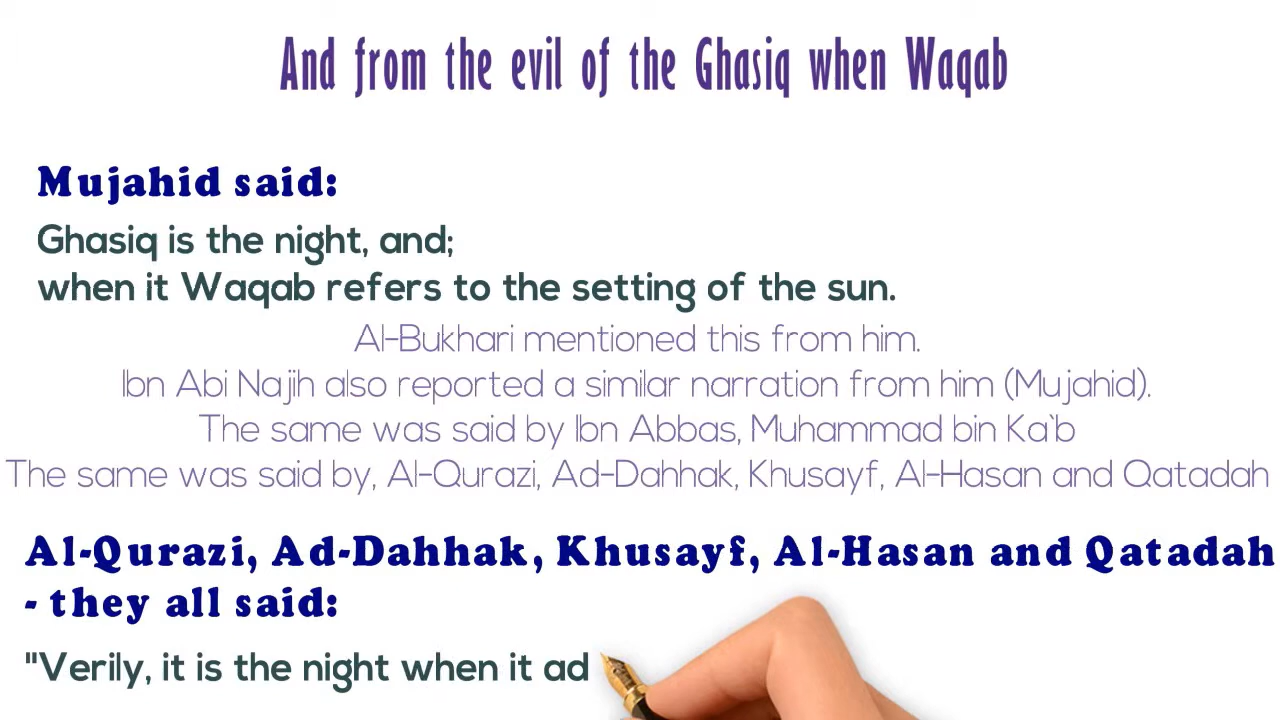 And from the evil of the Ghasiq when Waqab
Mujahid said:
Ghasiq is the night, and;
when it Waqab refers to the setting of the sun.
Al-Bukhari mentioned this from him.
Ibn Abi Najih also reported a similar narration from him (Mujahid).
The same was said by Ibn Abbas, Muhammad bin Ka`b
The same was said by, Al-Qurazi, Ad-Dahhak, Khusayf, Al-Hasan and Qatadah
Al-Qurazi, Ad-Dahhak, Khusayf, Al-Hasan and Qatadah
- they all said:
"Verily, it is the night when it ad